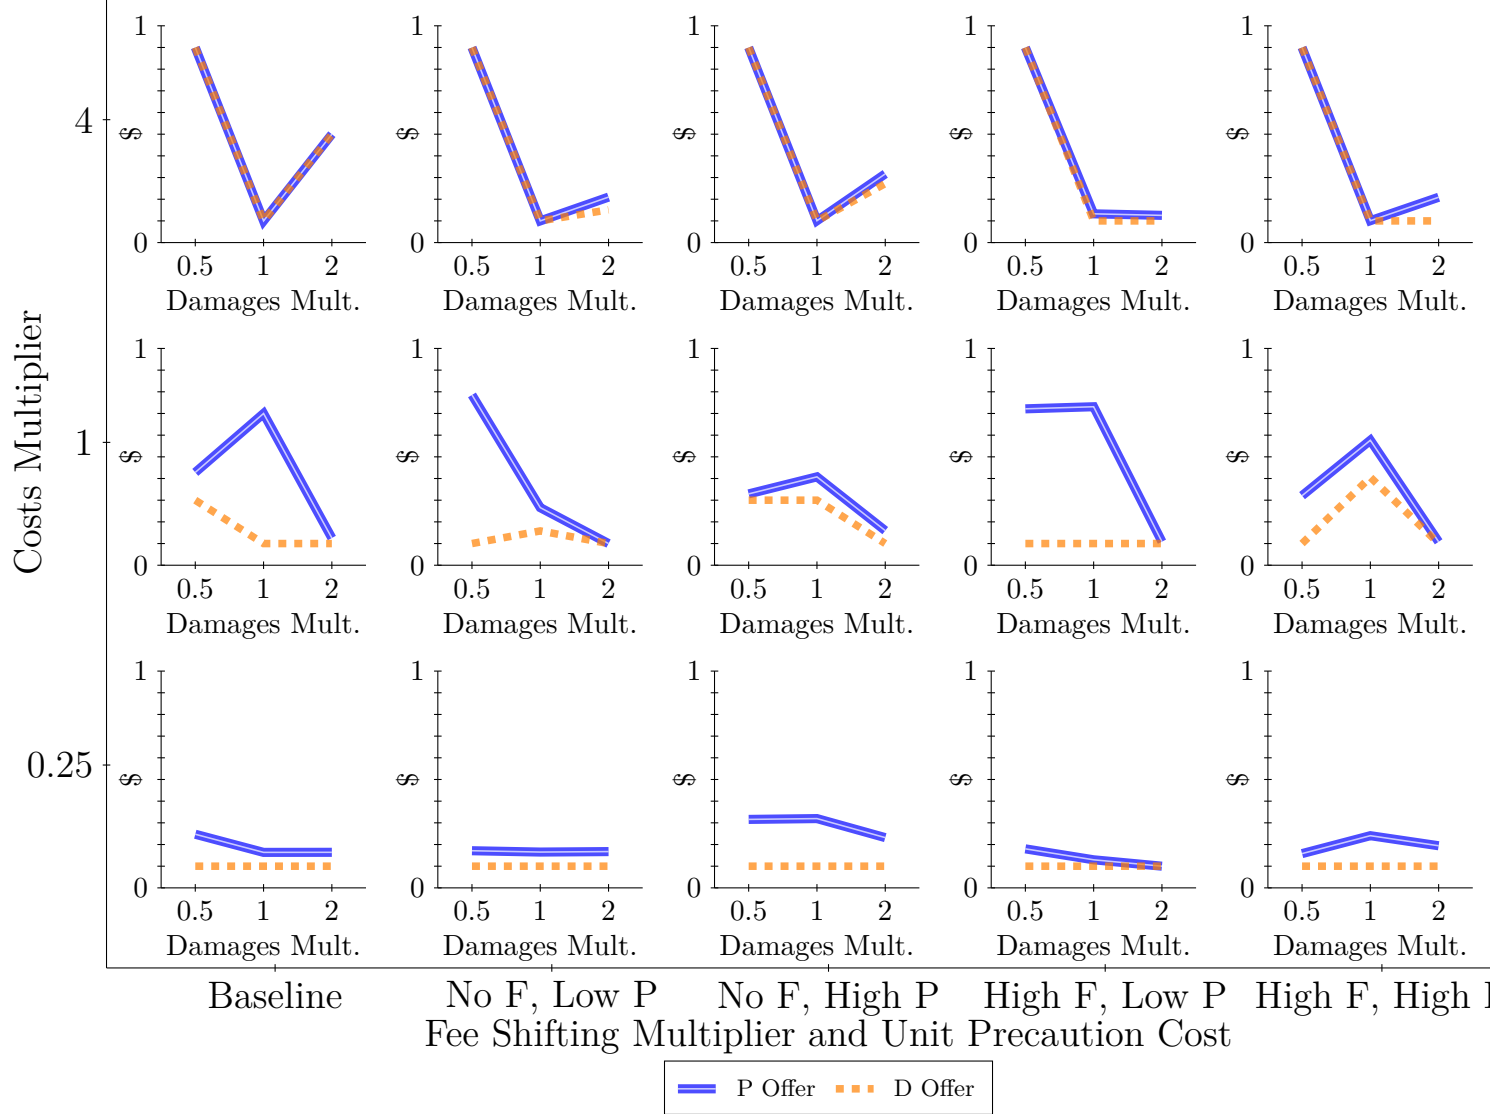 1 1 1 1 1
$ $ $ $ $
0 0 0 0 0
0.5 1 2 0.5 1 2 0.5 1 2 0.5 1 2 0.5 1 2
Damages Mult. Damages Mult. Damages Mult. Damages Mult. Damages Mult.
4
1 1 1 1 1
$ $ $ $ $
0 0 0 0 0
0.5 1 2 0.5 1 2 0.5 1 2 0.5 1 2 0.5 1 2
Damages Mult. Damages Mult. Damages Mult. Damages Mult. Damages Mult.
1
Costs Multiplier
1 1 1 1 1
$ $ $ $ $
0 0 0 0 0
0.5 1 2 0.5 1 2 0.5 1 2 0.5 1 2 0.5 1 2
Damages Mult. Damages Mult. Damages Mult. Damages Mult. Damages Mult.
0.25
Baseline No F, Low P No F, High P High F, Low P High F, High
Fee Shifting Multiplier and Unit Precaution Cost
P Offer D Offer